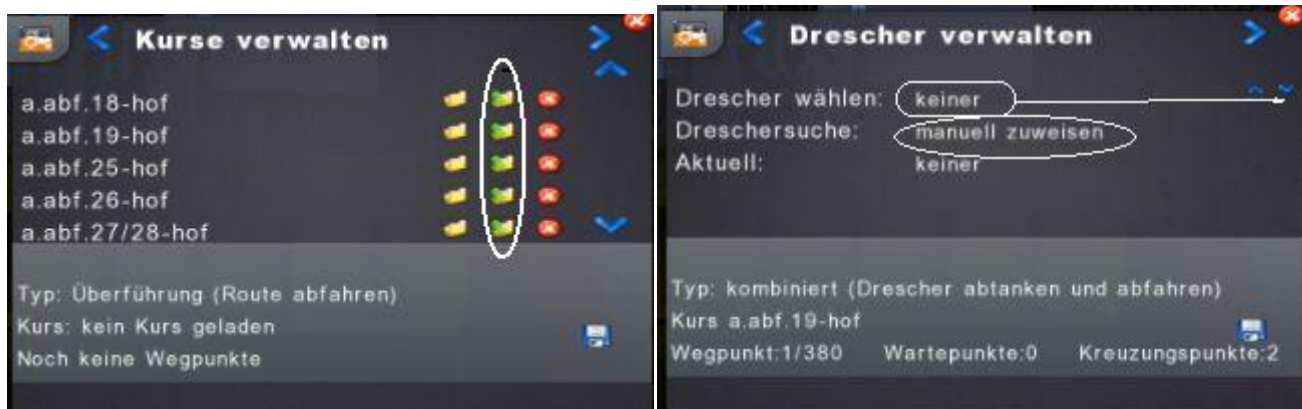 Kurse verwalten
a.abf.18-hof
a.abf.19-hof
a.abf.25-hof
a.abf.26-hof
a.abf.27/28-hof
Typ: Überführung (Route abfahren)
Kurs: kein Kurs geladen
Noch keine Wegpunkte
Drescher verwalten
Drescher wählen: keiner
Dreschersuche: manuell zuweisen
Aktuell: keiner
Typ: kombiniert (Drescher abtanken und abfahren)
Kurs a.abf.19-hof
Wegpunkt:1/380 Wartepunkte:0 Kreuzungspunkte:2